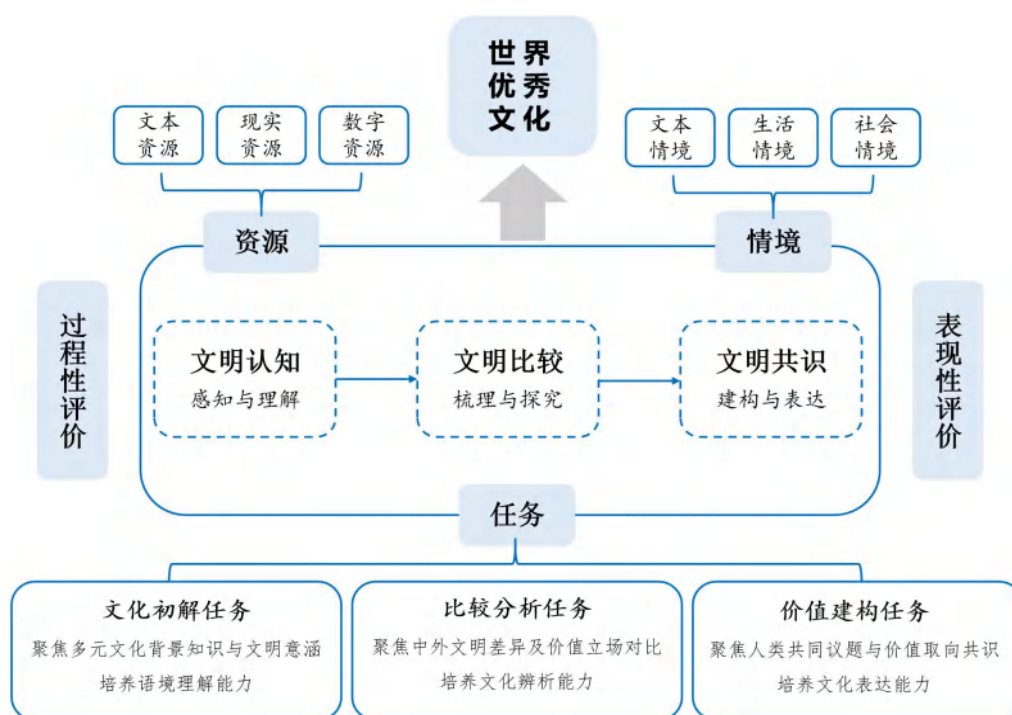 世界
优秀
文化
文本
资源
现实
资源
数字
资源
文本
情境
生活
情境
社会
情境
资源
情境
过程性评价
文明认知
感知与理解
文明比较
梳理与探究
文明共识
建构与表达
表现性评价
任务
文化初解任务
聚焦多元文化背景知识与文明意涵
培养语境理解能力
比较分析任务
聚焦中外文明差异及价值立场对比
培养文化辨析能力
价值建构任务
聚焦人类共同议题与价值取向共识
培养文化表达能力